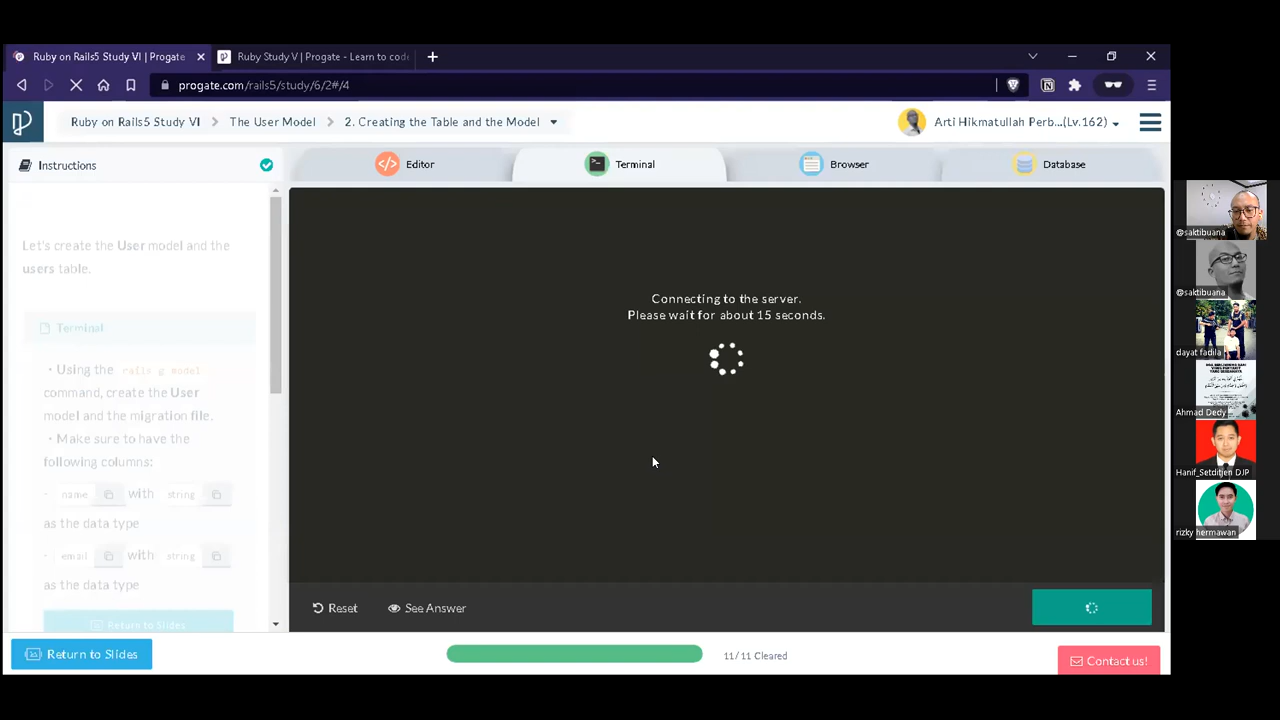 Ruby on Rails5 Study VI | Progate
Ruby Study V | Progate - Learn to code
progate.com/rails5/study/6/2#/4
Ruby on Rails5 Study VI
The User Model
2. Creating the Table and the Model
Arti Hikmatullah Perb...(Lv.162)
Instructions
Editor
Terminal
Browser
Database
Let's create the User model and the
users table.
Terminal
・Using the rails g model
command, create the User
model and the migration file.
・Make sure to have the
following columns:
- name with string
as the data type
- email with string
as the data type
Return to Slides
Connecting to the server.
Please wait for about 15 seconds.
Reset
See Answer
Return to Slides
11/11 Cleared
Contact us!
@saktibuana
@saktibuana
dayat fadila
Ahmad Dedy
Hanif_Setditjen DJP
rizky hermawan